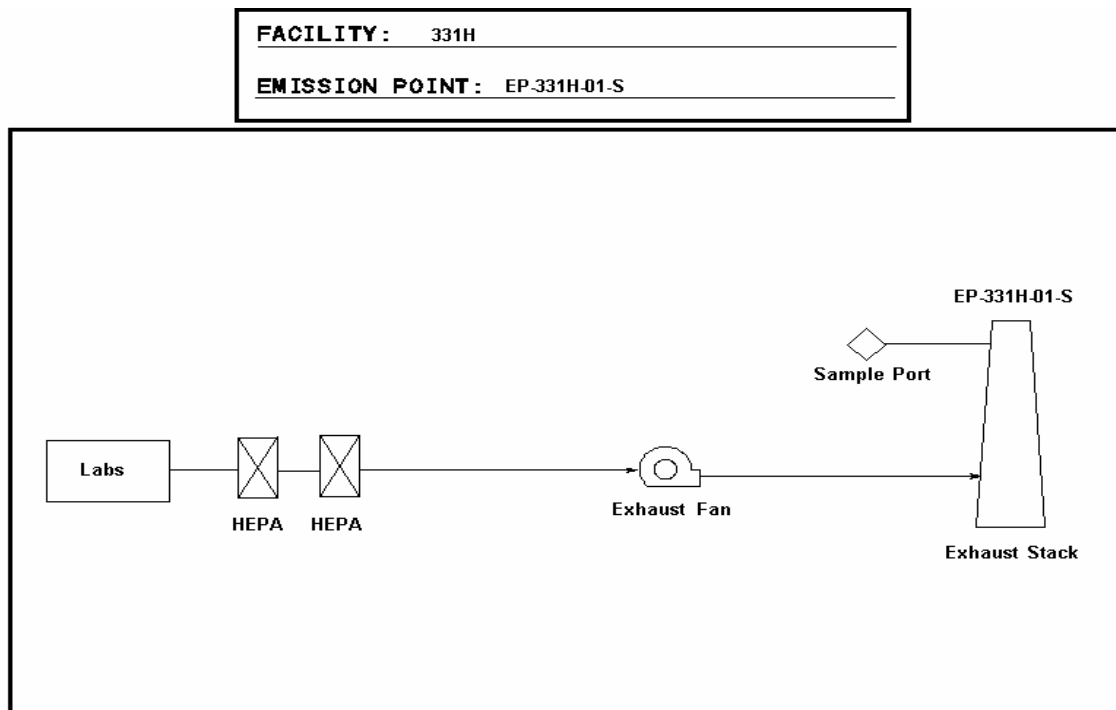 FACILITY: 331H
EMISSION POINT: EP-331H-01-S
EP-331H-01-S
Sample Port
Labs
HEPA HEPA
Exhaust Fan
Exhaust Stack